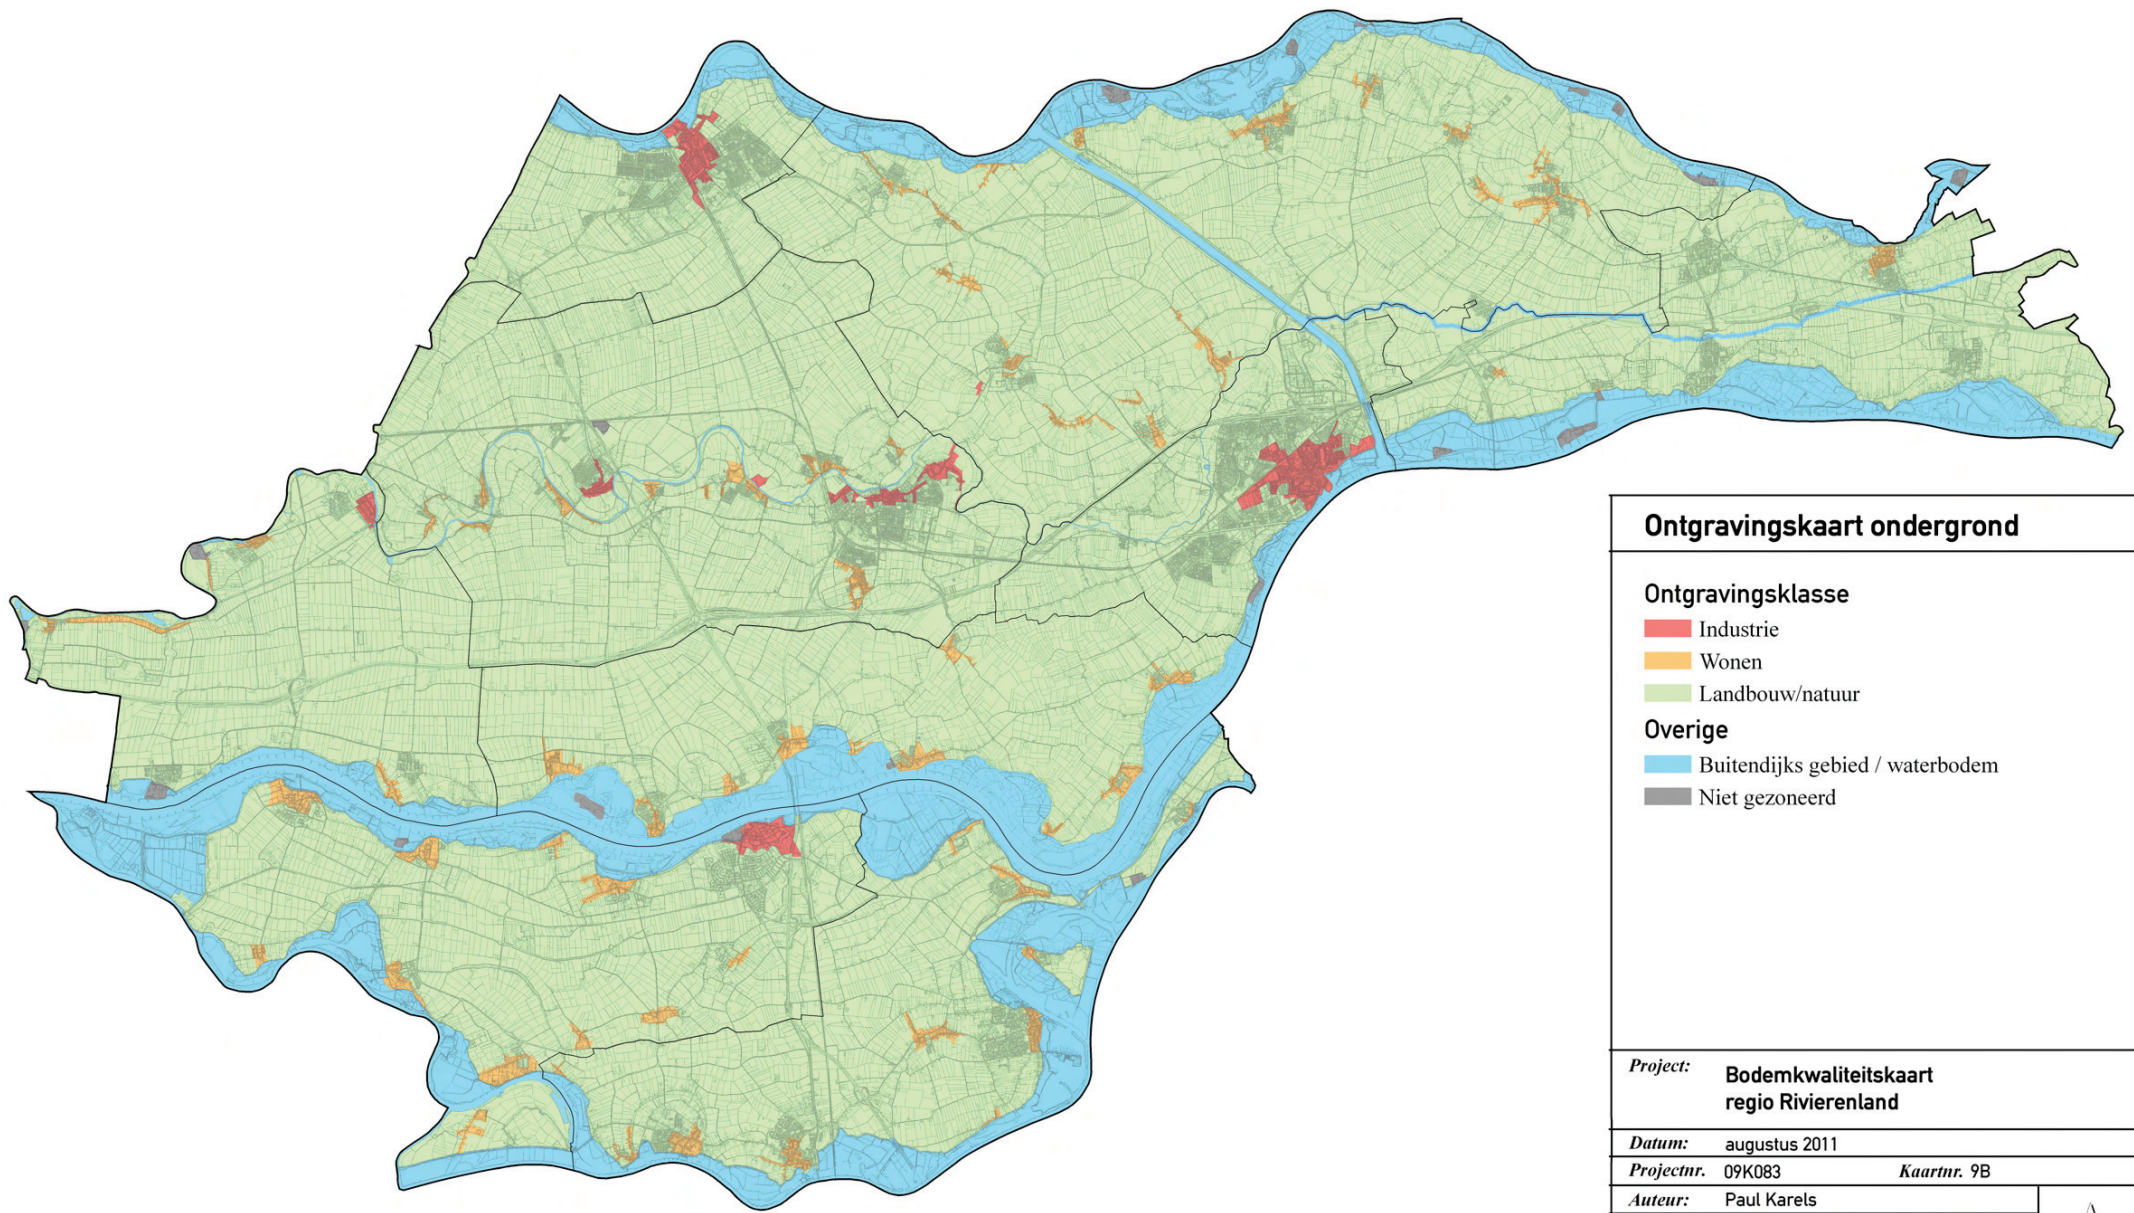 Ontgravingskaart ondergrond
Ontgravingsklasse
Industrie
Wonen
Landbouw/natuur
Overige
Buitendijks gebied / waterbodem
Niet gezoneerd
Project: Bodemkwaliteitskaart
regio Rivierenland
Datum: augustus 2011
Projectnr. 09K083 Kaartnr. 9B
Auteur: Paul Karels